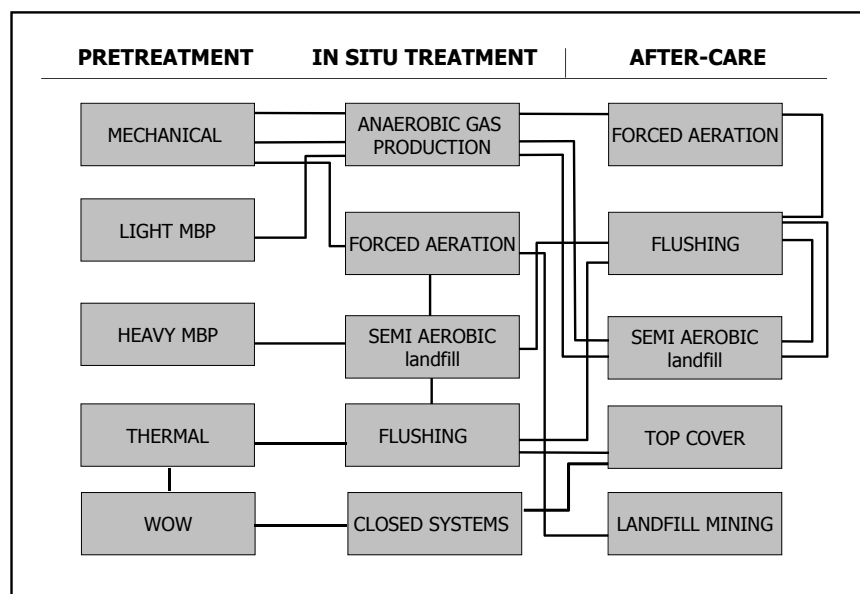 PRETREATMENT IN SITU TREATMENT AFTER-CARE
MECHANICAL
ANAEROBIC GAS
PRODUCTION
FORCED AERATION
LIGHT MBP
FORCED AERATION
FLUSHING
HEAVY MBP
SEMI AEROBIC
landfill
SEMI AEROBIC
landfill
THERMAL
FLUSHING
TOP COVER
WOW
CLOSED SYSTEMS
LANDFILL MINING